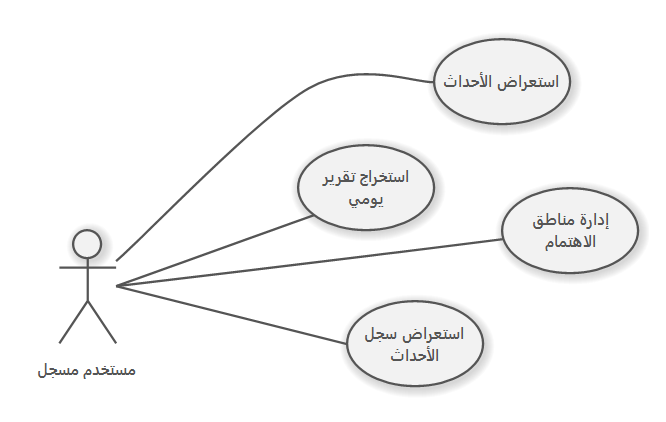 استعراض الأحداث
استخراج تقرير
يومي
إدارة مناطق
الاهتمام
استعراض سجل
الأحداث
مستخدم مسجل